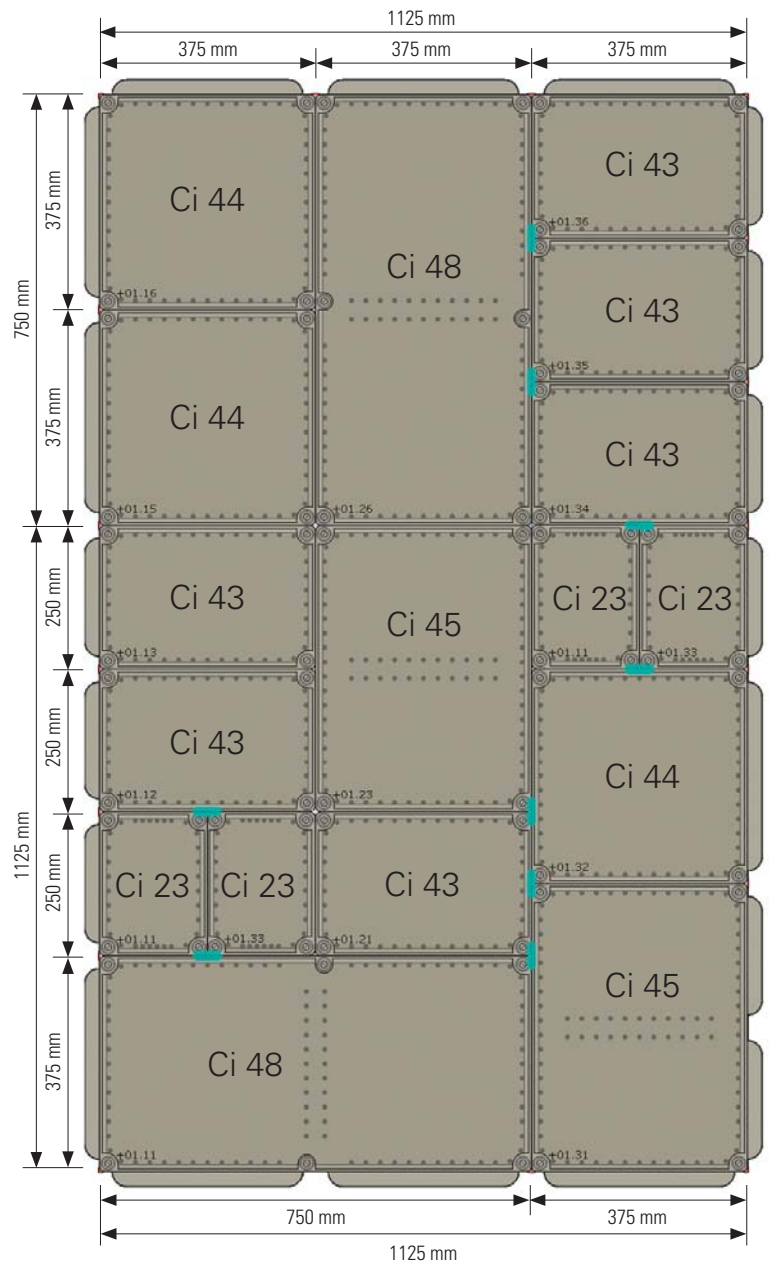 1125 mm
375 mm
375 mm
375 mm
750 mm
375 mm
375 mm
1125 mm
250 mm
250 mm
250 mm
375 mm
Ci 44
+01.16
Ci 48
+01.26
Ci 43
+01.36
Ci 43
+01.35
Ci 44
+01.15
Ci 43
+01.34
Ci 43
+01.13
Ci 45
+01.23
Ci 23
+01.11
Ci 23
+01.33
Ci 43
+01.12
Ci 44
+01.32
Ci 23
+01.11
Ci 23
+01.33
Ci 43
+01.21
Ci 45
+01.31
Ci 48
+01.11
750 mm
375 mm
1125 mm